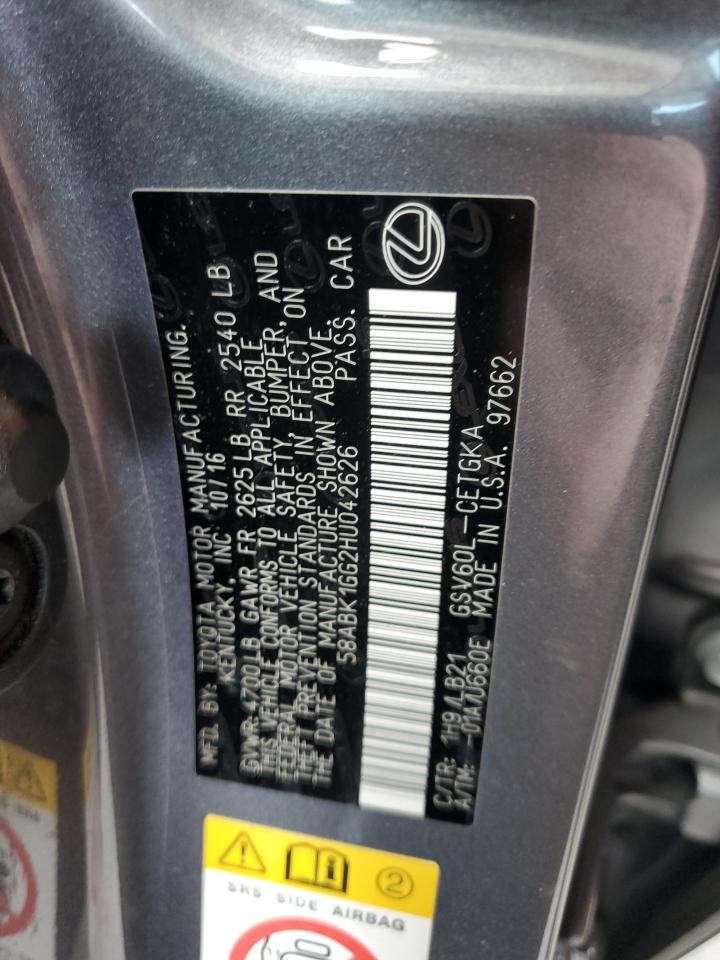 MFD. BY: TOYOTA MOTOR MANUFACTURING.
KENTUCKY, INC 10/16
GVWR 4700LB GAWR FR 2625LB RR 2540 LB
THIS VEHICLE CONFORMS TO ALL APPLICABLE
FEDERAL MOTOR VEHICLE SAFETY, BUMPER, AND
THEFT PREVENTION STANDARDS IN EFFECT ON
THE DATE OF MANUFACTURE SHOWN ABOVE.
58ABK1GG2HU042626 PASS. CAR
C/TR: 1H9/LB21 GSV60L-CETGKA
A/TM: -01A/U660E MADE IN U.S.A. 97662
2
SRS SIDE AIRBAG